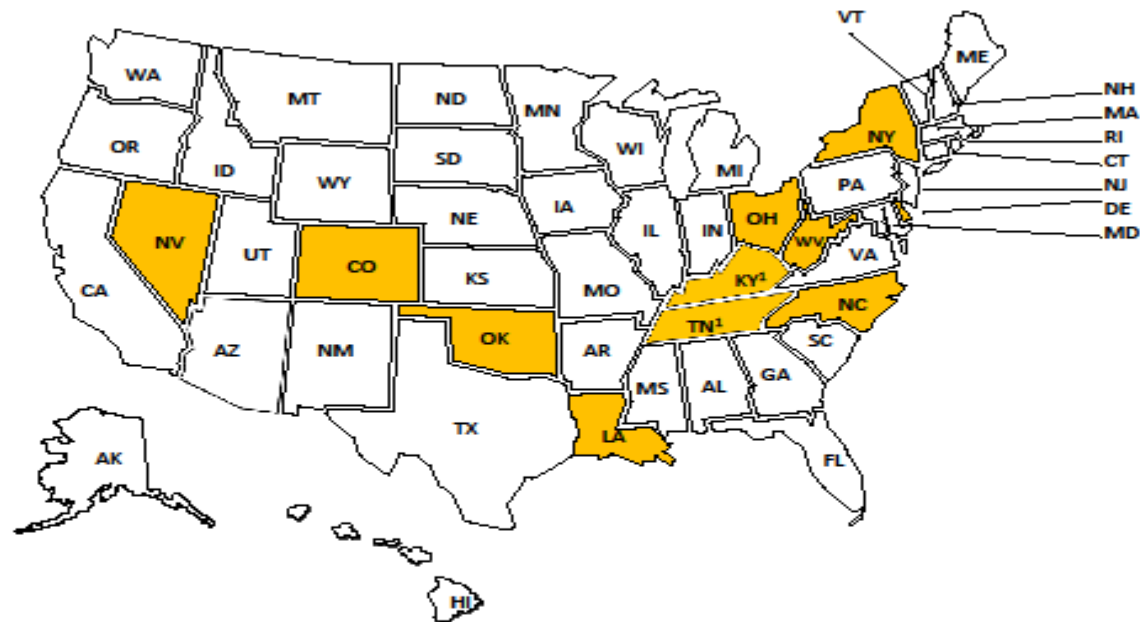 VT
ME
WA
NH
MT
ND
MN
MA
OR
NY
RI
WI
SD
CT
ID
MI
WY
PA
NJ
IA
NE
OH
DE
IL
IN
MD
NV
UT
WV
VA
CO
KS
MO
KY¹
CA
NC
TN¹
OK
SC
AZ
NM
AR
GA
MS
AL
TX
LA
AK
FL
HI